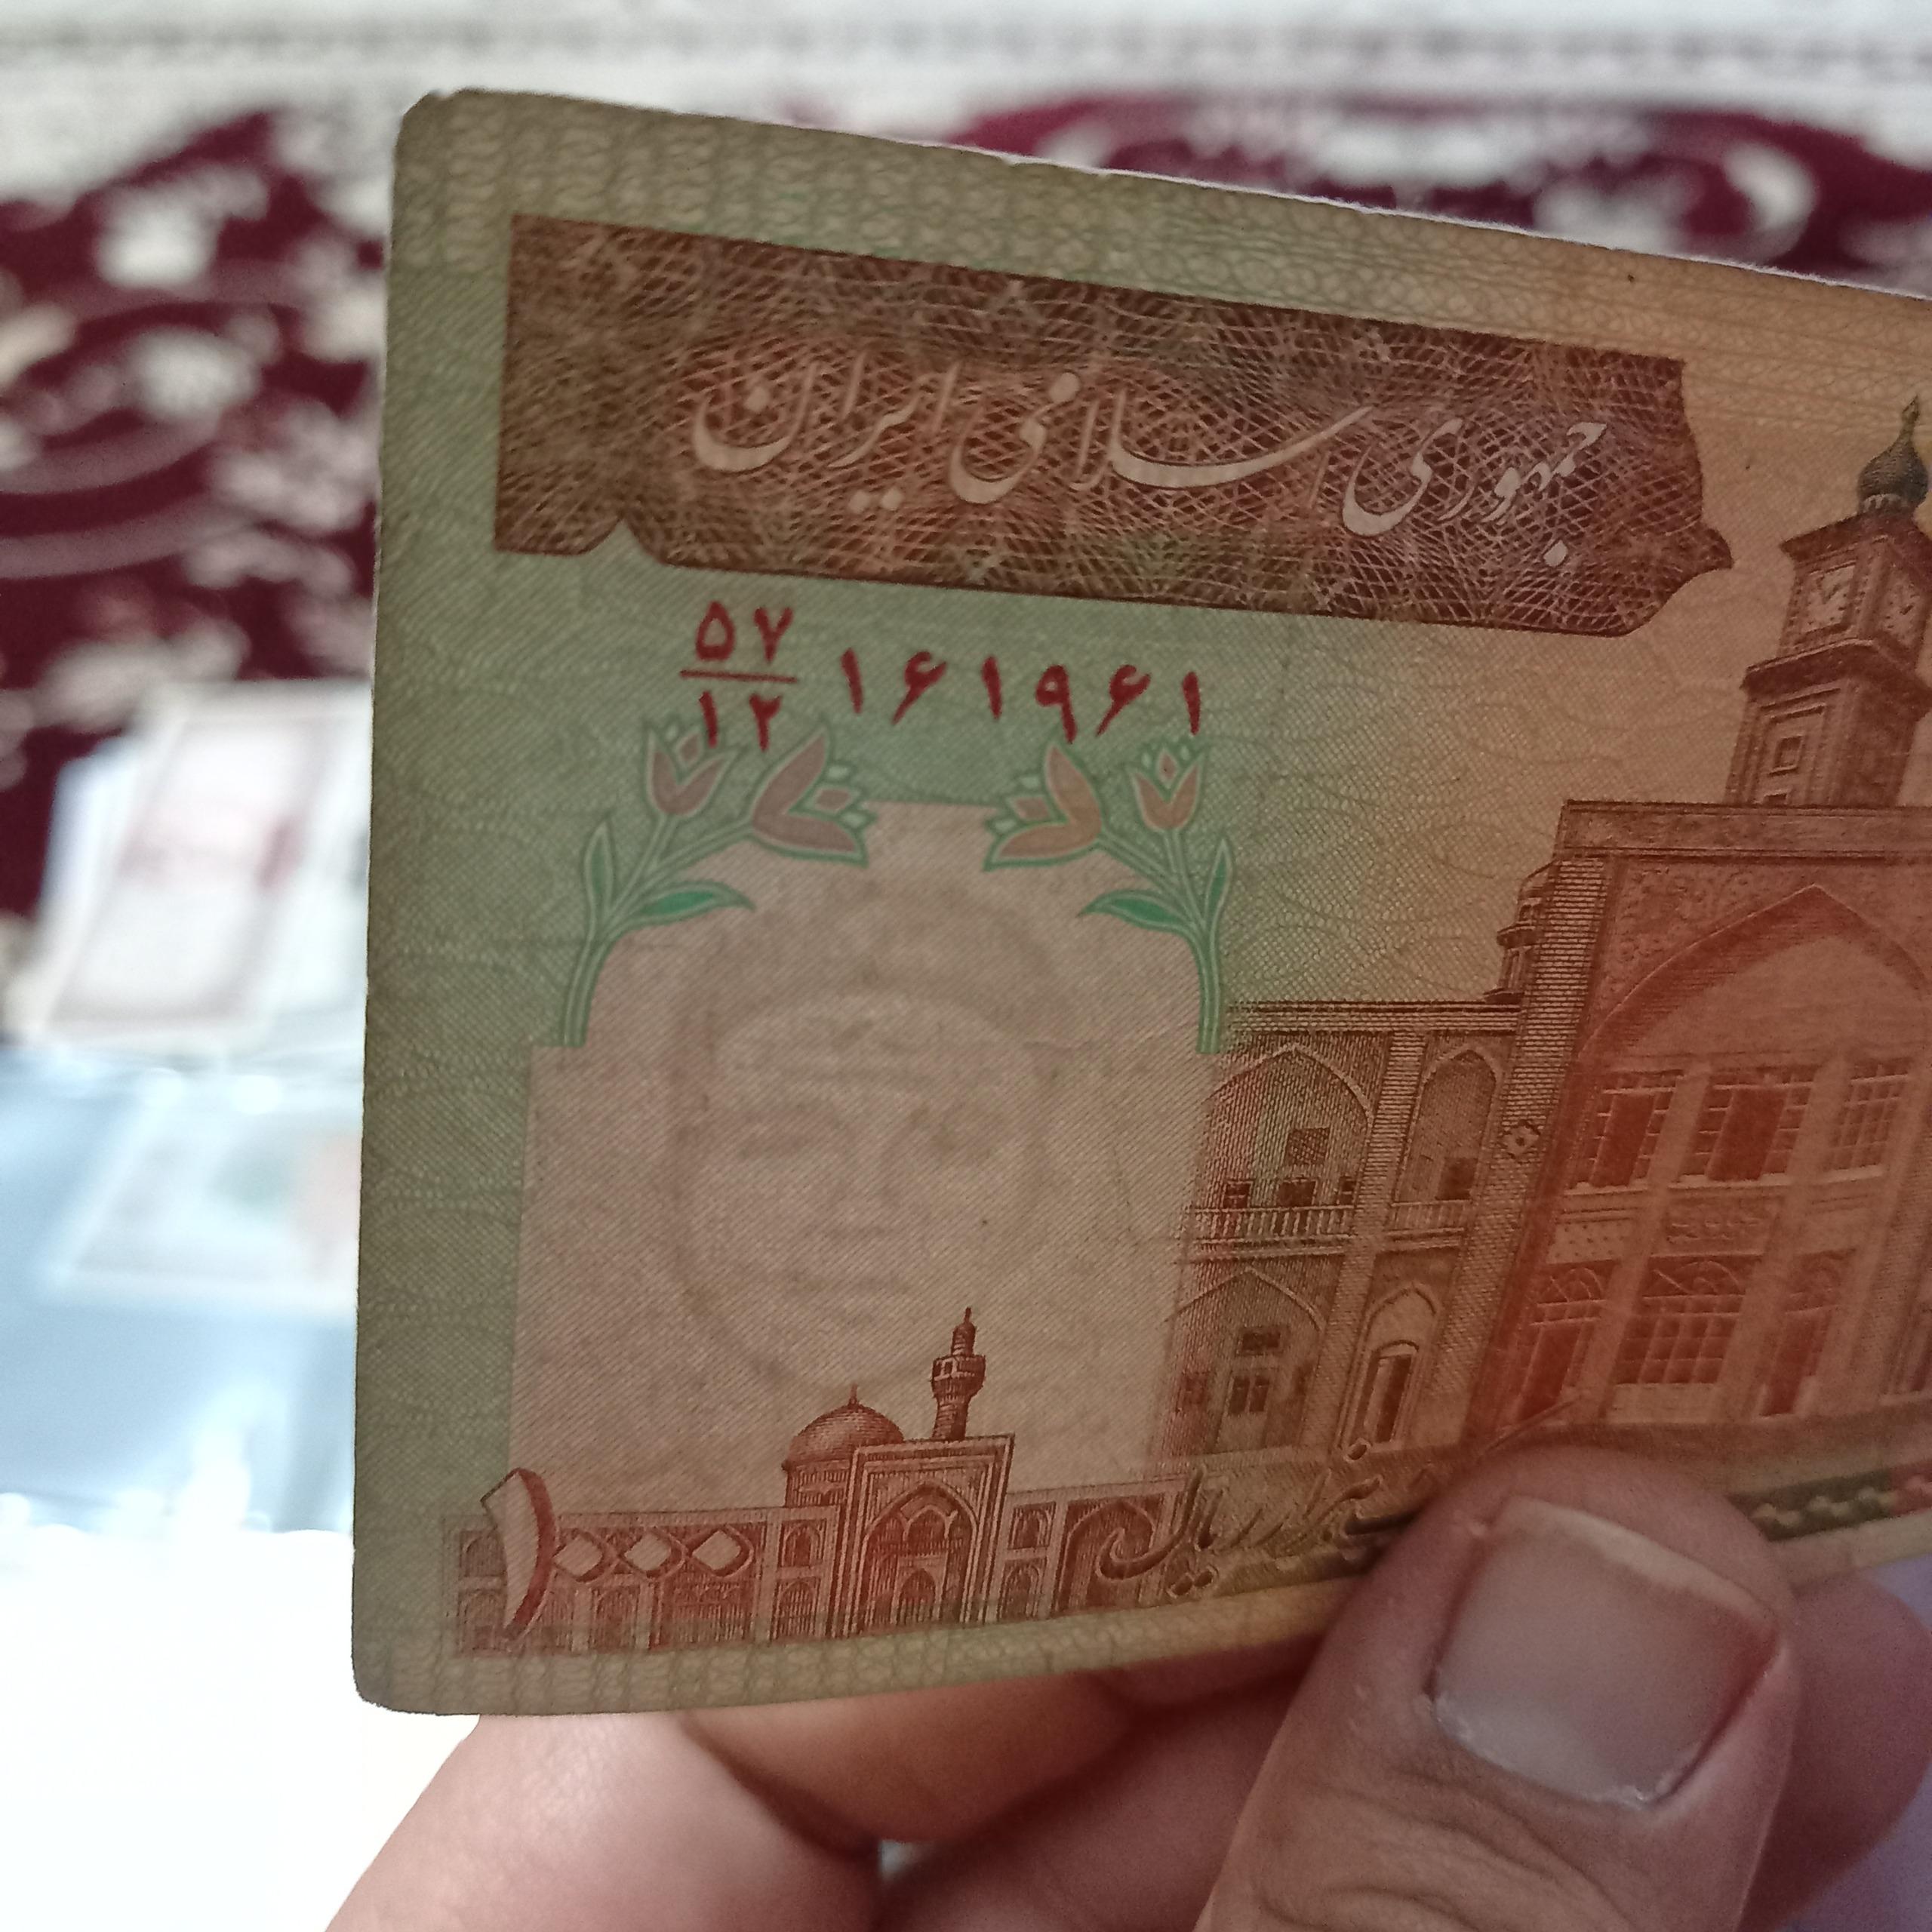 جمهوری اسلامی ایران
۵۷/۱۲ ۱۶۱۹۶۱
۱۰۰۰
هزار ریال